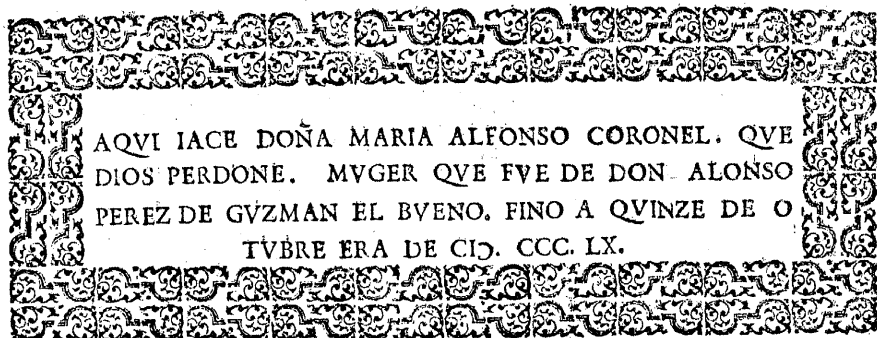 AQVI IACE DOÑA MARIA ALFONSO CORONEL. QVE
DIOS PERDONE. MVGER QVE FVE DE DON ALONSO
PEREZ DE GVZMAN EL BVENO. FINO A QVINZE DE O
TVBRE ERA DE CIↃ. CCC. LX.